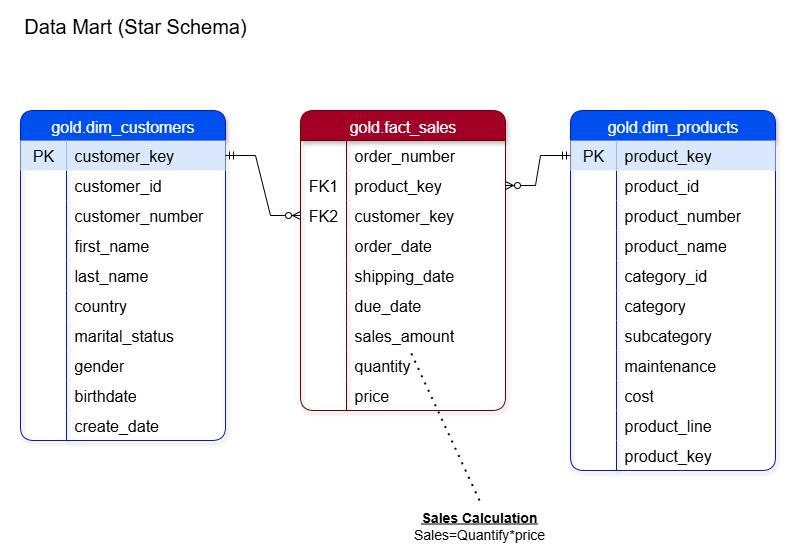 Data Mart (Star Schema)
gold.dim_customers
PK customer_key
customer_id
customer_number
first_name
last_name
country
marital_status
gender
birthdate
create_date
gold.fact_sales
order_number
FK1 product_key
FK2 customer_key
order_date
shipping_date
due_date
sales_amount
quantity
price
gold.dim_products
PK product_key
product_id
product_number
product_name
category_id
category
subcategory
maintenance
cost
product_line
product_key
Sales Calculation
Sales=Quantify*price